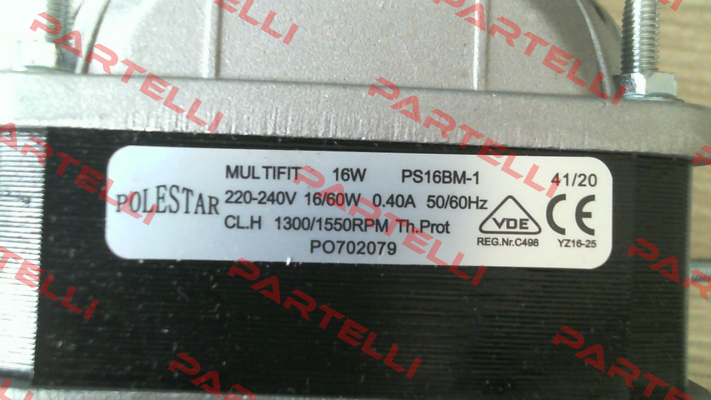 MULTIFIT 16W PS16BM-1 41/20
POLESTAR 220-240V 16/60W 0.40A 50/60Hz
CL.H 1300/1550RPM Th.Prot
PO702079
VDE
REG.Nr.C498
CE
YZ16-25
PARTELLI
PARTELLI
PARTELLI
PARTELLI
PARTELLI
PARTELLI
PARTELLI